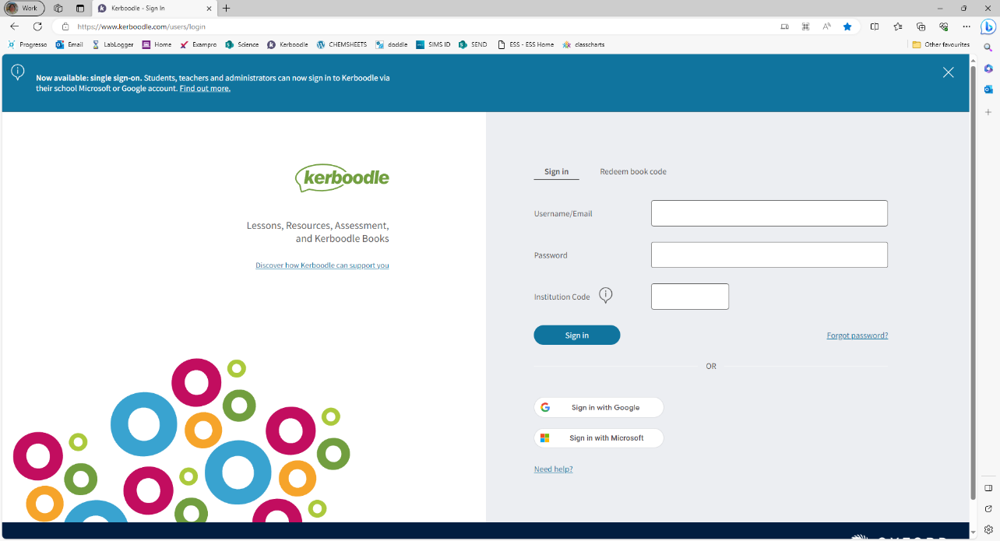 Work
Kerboodle - Sign In
https://www.kerboodle.com/users/login
Progresso
Email
LabLogger
Home
Exampro
Science
Kerboodle
CHEMSHEETS
doddle
SIMS ID
SEND
ESS - ESS Home
classcharts
Other favourites
Now available: single sign-on. Students, teachers and administrators can now sign in to Kerboodle via
their school Microsoft or Google account. Find out more.
kerboodle
Lessons, Resources, Assessment,
and Kerboodle Books
Discover how Kerboodle can support you
Sign in
Redeem book code
Username/Email
Password
Institution Code
Sign in
Forgot password?
OR
Sign in with Google
Sign in with Microsoft
Need help?